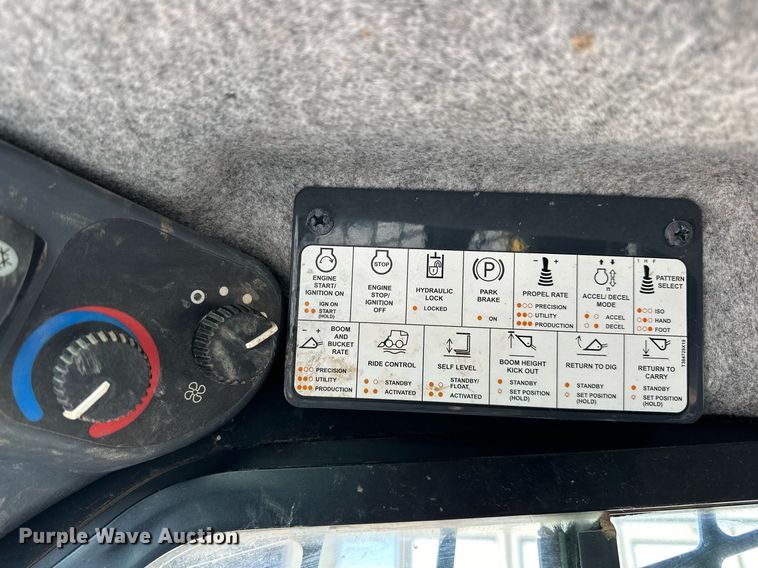 ENGINE
START/
IGNITION ON
IGN ON
START
(HOLD)
STOP
ENGINE
STOP/
IGNITION
OFF
HYDRAULIC
LOCK
LOCKED
P
PARK
BRAKE
ON
- +
PROPEL RATE
PRECISION
UTILITY
PRODUCTION
n
ACCEL/ DECEL
MODE
ACCEL
DECEL
I H F
PATTERN
SELECT
ISO
HAND
FOOT
- +
BOOM
AND
BUCKET
RATE
PRECISION
UTILITY
PRODUCTION
RIDE CONTROL
STANDBY
ACTIVATED
SELF LEVEL
STANDBY/
FLOAT,
ACTIVATED
BOOM HEIGHT
KICK OUT
STANDBY
SET POSITION
(HOLD)
RETURN TO DIG
STANDBY
SET POSITION
(HOLD)
RETURN TO
CARRY
STANDBY
SET POSITION
(HOLD)
Purple Wave Auction